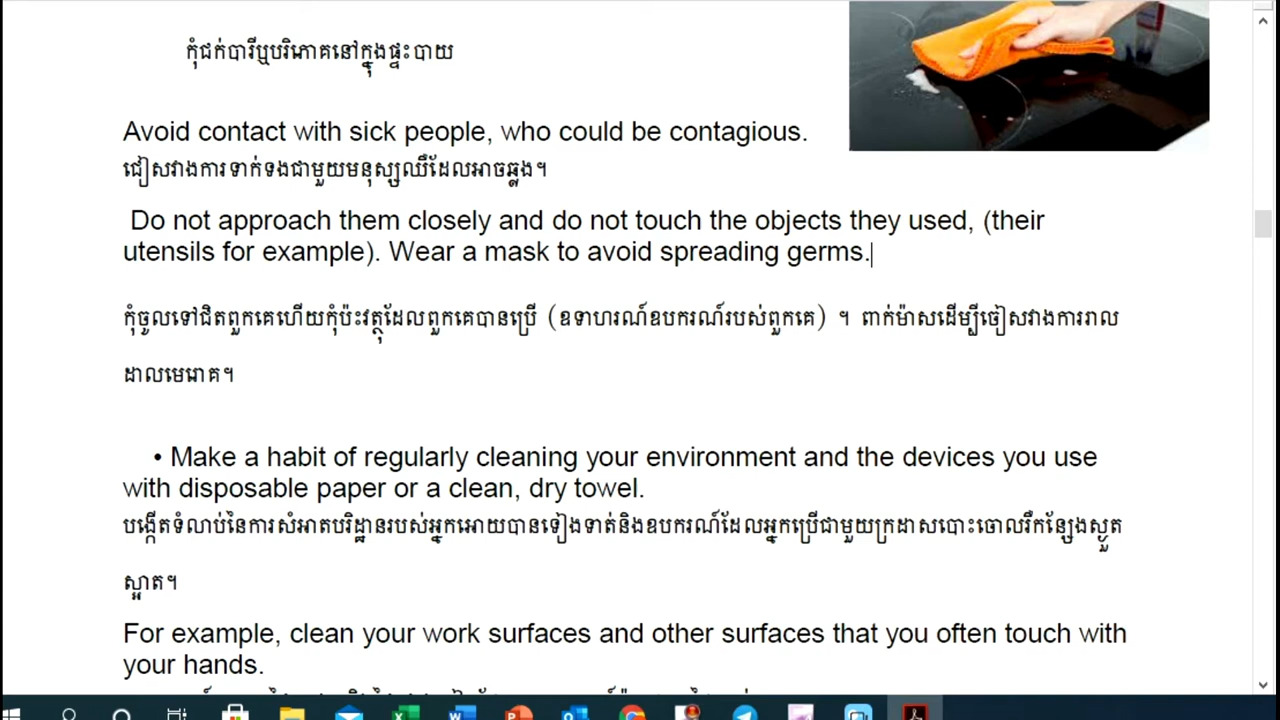 កុំជក់បារីឬបរិភោគនៅក្នុងផ្ទះបាយ
Avoid contact with sick people, who could be contagious.
ជៀសវាងការទាក់ទងជាមួយមនុស្សឈឺដែលអាចឆ្លង។
Do not approach them closely and do not touch the objects they used, (their
utensils for example). Wear a mask to avoid spreading germs.
កុំចូលទៅជិតពួកគេហើយកុំប៉ះវត្ថុដែលពួកគេបានប្រើ (ឧទាហរណ៍ឧបករណ៍របស់ពួកគេ) ។ ពាក់ម៉ាសដើម្បីចៀសវាងការរាល
ដាលមេរោគ។
• Make a habit of regularly cleaning your environment and the devices you use
with disposable paper or a clean, dry towel.
បង្កើតទំលាប់នៃការសំអាតបរិដ្ឋានរបស់អ្នកអោយបានទៀងទាត់និងឧបករណ៍ដែលអ្នកប្រើជាមួយក្រដាសបោះចោលរឺកន្សែងស្ងួត
ស្អាត។
For example, clean your work surfaces and other surfaces that you often touch with
your hands.